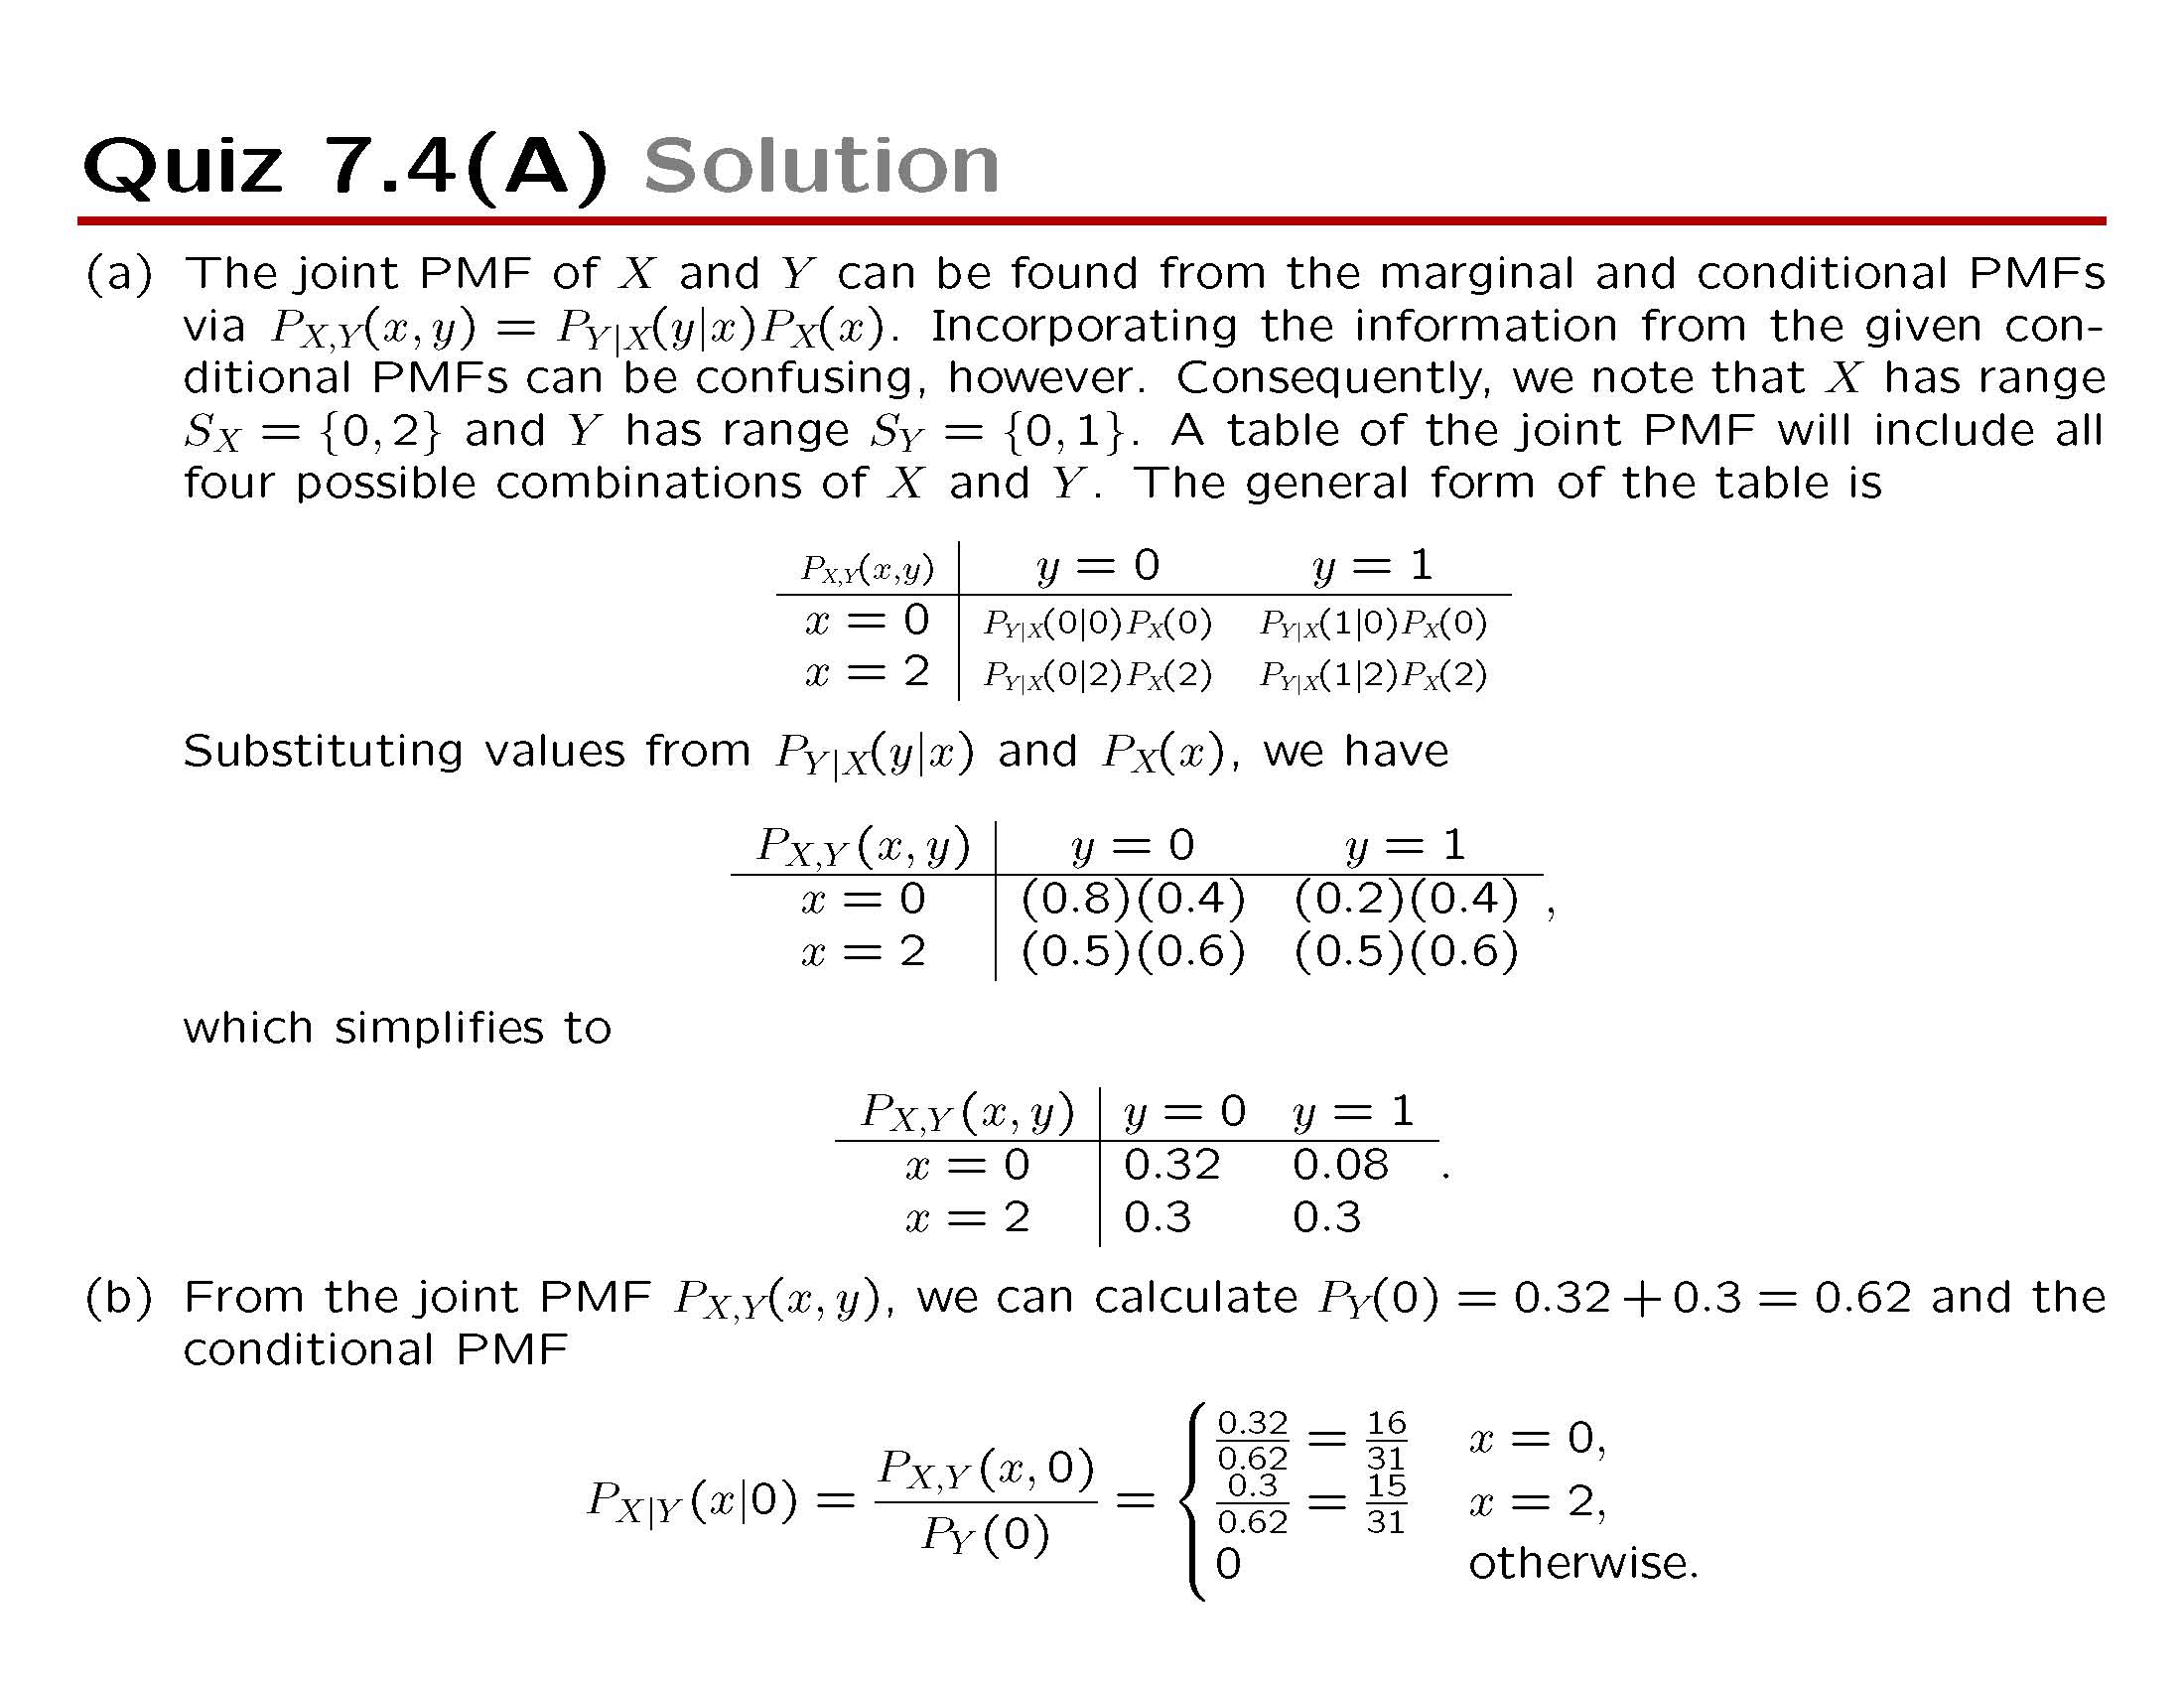 Quiz 7.4(A) Solution
(a) The joint PMF of X and Y can be found from the marginal and conditional PMFs
via P_{X,Y}(x, y) = P_{Y|X}(y|x)P_X(x). Incorporating the information from the given con-
ditional PMFs can be confusing, however. Consequently, we note that X has range
S_X = {0, 2} and Y has range S_Y = {0, 1}. A table of the joint PMF will include all
four possible combinations of X and Y. The general form of the table is
P_{X,Y}(x,y) y = 0 y = 1
x = 0 P_{Y|X}(0|0)P_X(0) P_{Y|X}(1|0)P_X(0)
x = 2 P_{Y|X}(0|2)P_X(2) P_{Y|X}(1|2)P_X(2)
Substituting values from P_{Y|X}(y|x) and P_X(x), we have
P_{X,Y}(x, y) y = 0 y = 1
x = 0 (0.8)(0.4) (0.2)(0.4) ,
x = 2 (0.5)(0.6) (0.5)(0.6)
which simplifies to
P_{X,Y}(x, y) y = 0 y = 1
x = 0 0.32 0.08 .
x = 2 0.3 0.3
(b) From the joint PMF P_{X,Y}(x, y), we can calculate P_Y(0) = 0.32 + 0.3 = 0.62 and the
conditional PMF
P_{X|Y}(x|0) = \frac{P_{X,Y}(x, 0)}{P_Y(0)} = { \frac{0.32}{0.62} = \frac{16}{31} x = 0,
\frac{0.3}{0.62} = \frac{15}{31} x = 2,
0 otherwise.